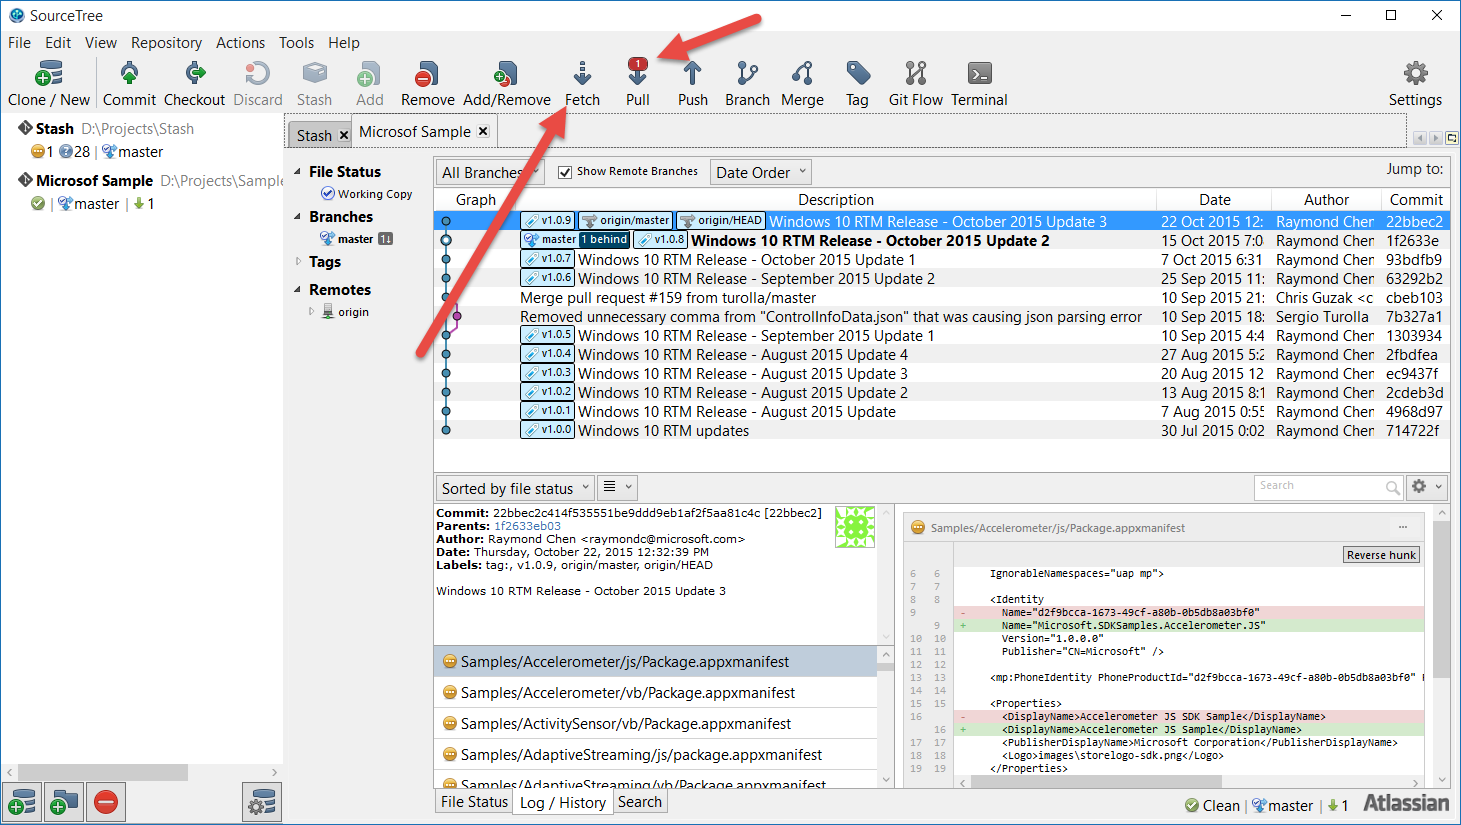 SourceTree
File Edit View Repository Actions Tools Help
1
Clone / New Commit Checkout Discard Stash Add Remove Add/Remove Fetch Pull Push Branch Merge Tag Git Flow Terminal Settings
Stash D:\Projects\Stash
1 28 | master
Microsof Sample D:\Projects\Sample
master | 1
Stash Microsof Sample
File Status
Working Copy
Branches
master 1
Tags
Remotes
origin
All Branches Show Remote Branches Date Order Jump to:
Graph Description Date Author Commit
v1.0.9 origin/master origin/HEAD Windows 10 RTM Release - October 2015 Update 3 22 Oct 2015 12: Raymond Chen 22bbec2
master 1 behind v1.0.8 Windows 10 RTM Release - October 2015 Update 2 15 Oct 2015 7:0 Raymond Chen 1f2633e
v1.0.7 Windows 10 RTM Release - October 2015 Update 1 7 Oct 2015 6:31 Raymond Chen 93bdfb9
v1.0.6 Windows 10 RTM Release - September 2015 Update 2 25 Sep 2015 11: Raymond Chen 63292b2
Merge pull request #159 from turolla/master 10 Sep 2015 21: Chris Guzak <c cbeb103
Removed unnecessary comma from "ControlInfoData.json" that was causing json parsing error 10 Sep 2015 18: Sergio Turolla 7b327a1
v1.0.5 Windows 10 RTM Release - September 2015 Update 1 10 Sep 2015 4:4 Raymond Chen 1303934
v1.0.4 Windows 10 RTM Release - August 2015 Update 4 27 Aug 2015 5:2 Raymond Chen 2fbdfea
v1.0.3 Windows 10 RTM Release - August 2015 Update 3 20 Aug 2015 12 Raymond Chen ec9437f
v1.0.2 Windows 10 RTM Release - August 2015 Update 2 13 Aug 2015 8:1 Raymond Chen 2cdeb3d
v1.0.1 Windows 10 RTM Release - August 2015 Update 7 Aug 2015 0:55 Raymond Chen 4968d97
v1.0.0 Windows 10 RTM updates 30 Jul 2015 0:02 Raymond Chen 714722f
Sorted by file status Search
Commit: 22bbec2c414f535551be9ddd9eb1af2f5aa81c4c [22bbec2]
Parents: 1f2633eb03
Author: Raymond Chen <raymondc@microsoft.com>
Date: Thursday, October 22, 2015 12:32:39 PM
Labels: tag:, v1.0.9, origin/master, origin/HEAD
Windows 10 RTM Release - October 2015 Update 3
Samples/Accelerometer/js/Package.appxmanifest
Samples/Accelerometer/vb/Package.appxmanifest
Samples/ActivitySensor/vb/Package.appxmanifest
Samples/AdaptiveStreaming/js/package.appxmanifest
Samples/AdaptiveStreaming/vb/Package.appxmanifest
Samples/Accelerometer/js/Package.appxmanifest ...
Reverse hunk
6 6 IgnorableNamespaces="uap mp">
7 7
8 8 <Identity
9 - Name="d2f9bcca-1673-49cf-a80b-0b5db8a03bf0"
9 + Name="Microsoft.SDKSamples.Accelerometer.JS"
10 10 Version="1.0.0.0"
11 11 Publisher="CN=Microsoft" />
12 12
13 13 <mp:PhoneIdentity PhoneProductId="d2f9bcca-1673-49cf-a80b-0b5db8a03bf0"
14 14
15 15 <Properties>
16 - <DisplayName>Accelerometer JS SDK Sample</DisplayName>
16 + <DisplayName>Accelerometer JS Sample</DisplayName>
17 17 <PublisherDisplayName>Microsoft Corporation</PublisherDisplayName>
18 18 <Logo>images\storelogo-sdk.png</Logo>
19 19 </Properties>
File Status Log / History Search
Clean | master | 1 Atlassian